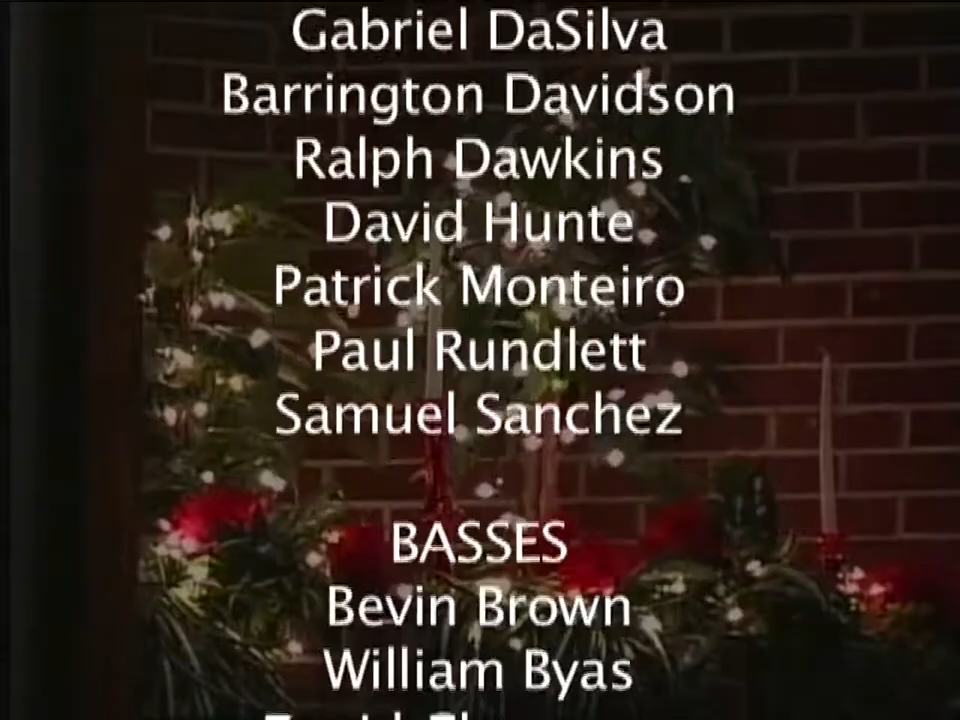 Gabriel DaSilva
Barrington Davidson
Ralph Dawkins
David Hunte
Patrick Monteiro
Paul Rundlett
Samuel Sanchez
BASSES
Bevin Brown
William Byas